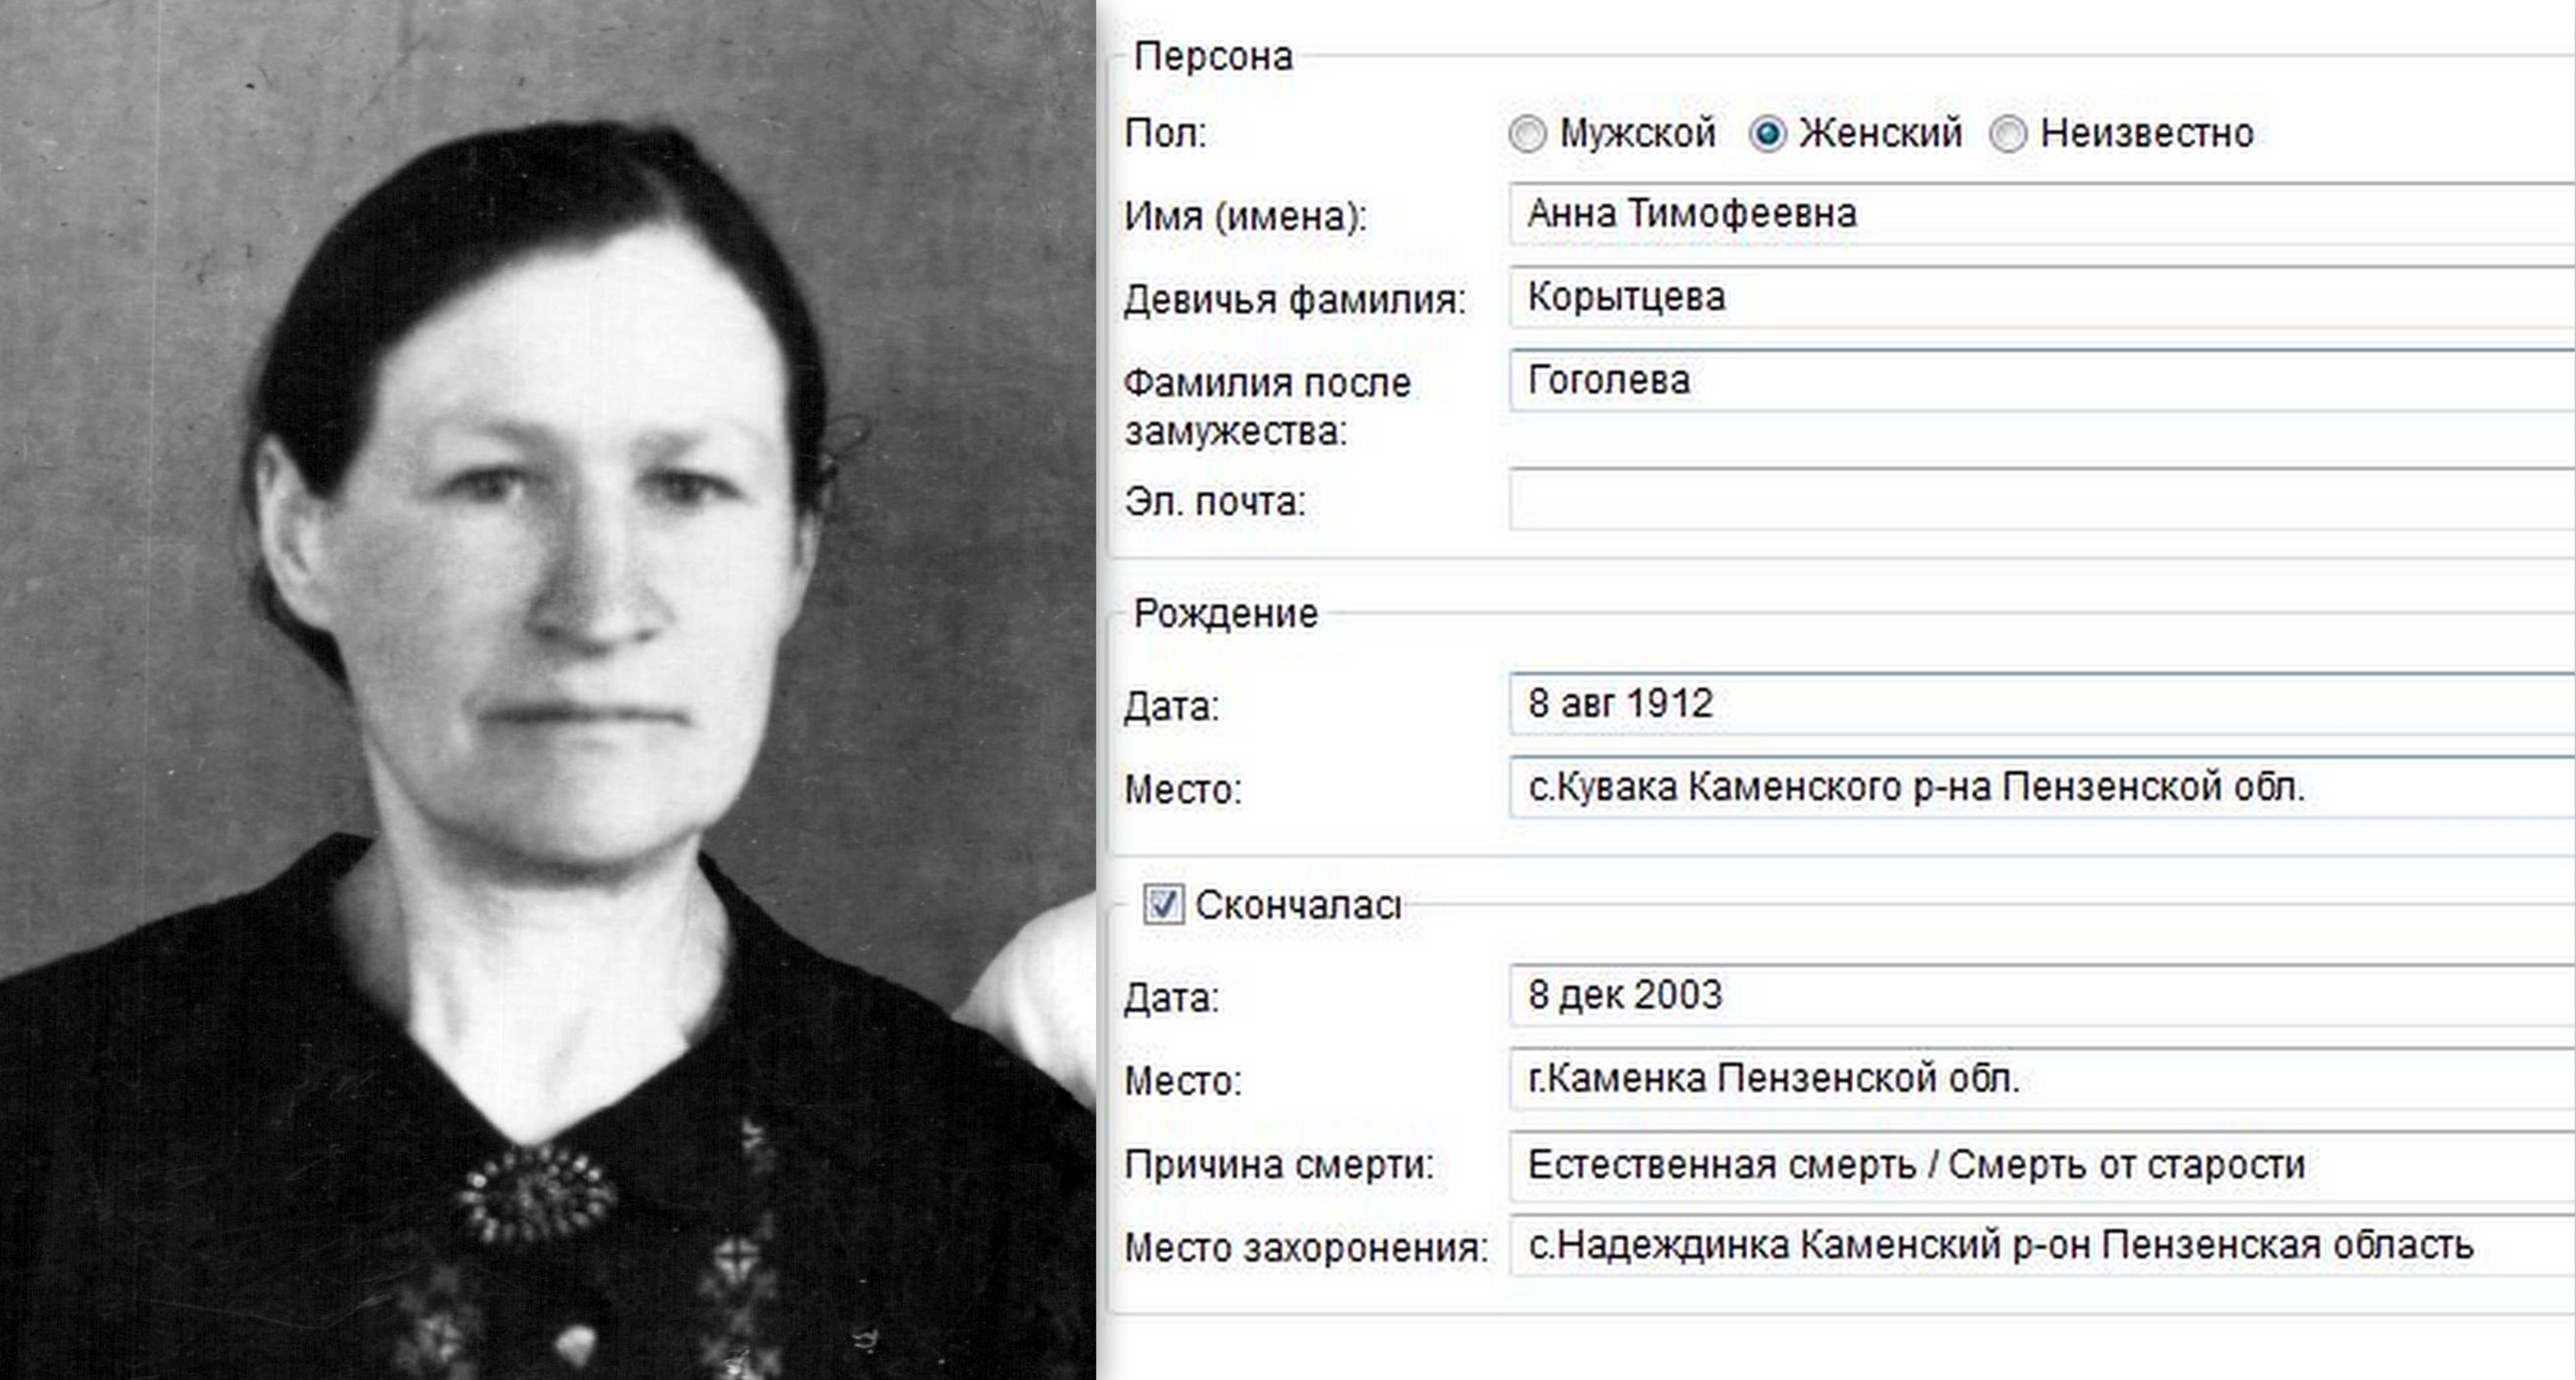 Персона
Пол: Мужской Женский Неизвестно
Имя (имена): Анна Тимофеевна
Девичья фамилия: Корытцева
Фамилия после Гоголева
замужества:
Эл. почта:
Рождение
Дата: 8 авг 1912
Место: с.Кувака Каменского р-на Пензенской обл.
Скончалась
Дата: 8 дек 2003
Место: г.Каменка Пензенской обл.
Причина смерти: Естественная смерть / Смерть от старости
Место захоронения: с.Надеждинка Каменский р-он Пензенская область